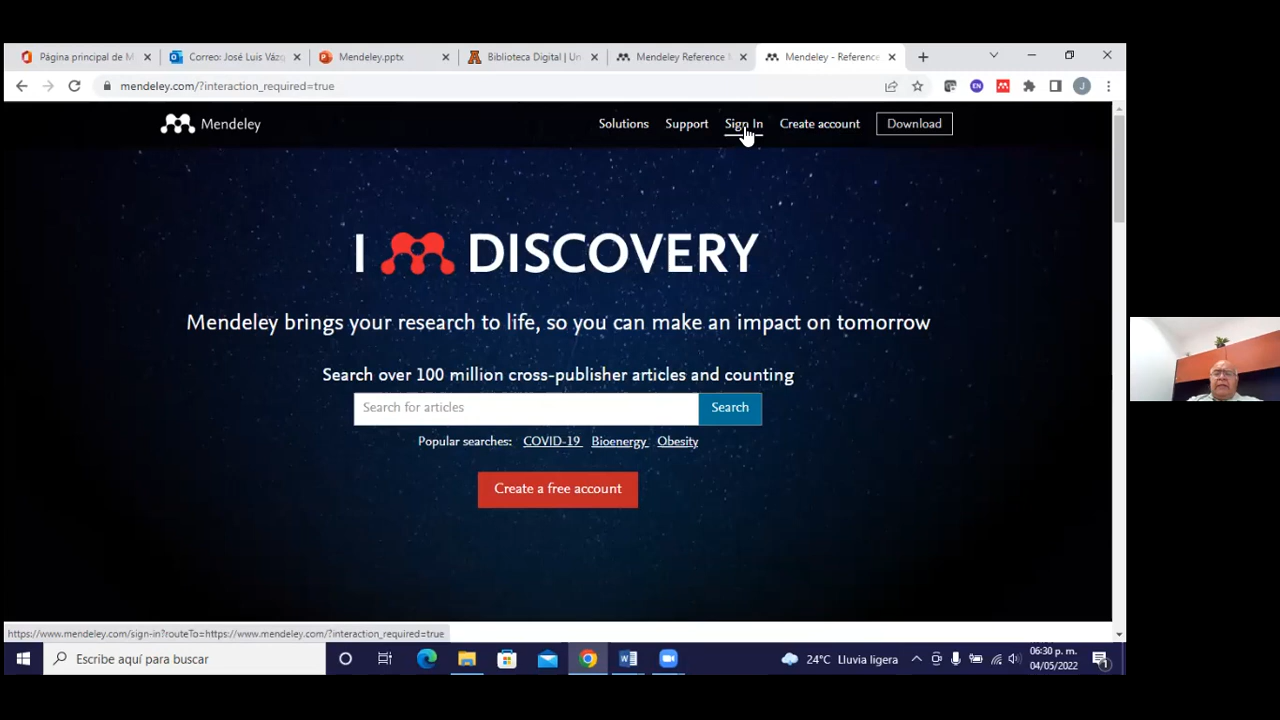 Página principal de M
Correo: José Luis Vázq
Mendeley.pptx
Biblioteca Digital | Un
Mendeley Reference M
Mendeley - Reference
mendeley.com/?interaction_required=true
EN
J
Mendeley
Solutions
Support
Sign In
Create account
Download
I DISCOVERY
Mendeley brings your research to life, so you can make an impact on tomorrow
Search over 100 million cross-publisher articles and counting
Search for articles
Search
Popular searches: COVID-19 Bioenergy Obesity
Create a free account
https://www.mendeley.com/sign-in?routeTo=https://www.mendeley.com/?interaction_required=true
Escribe aquí para buscar
24°C Lluvia ligera
06:30 p. m.
04/05/2022
1